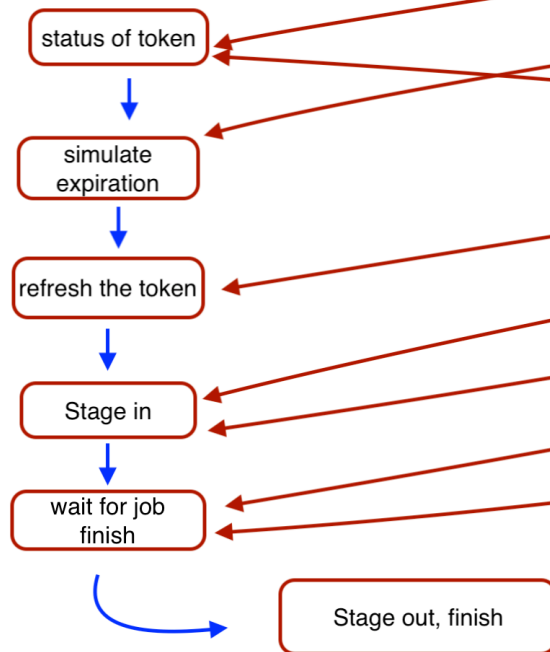 status of token
simulate
expiration
refresh the token
Stage in
wait for job
finish
Stage out, finish